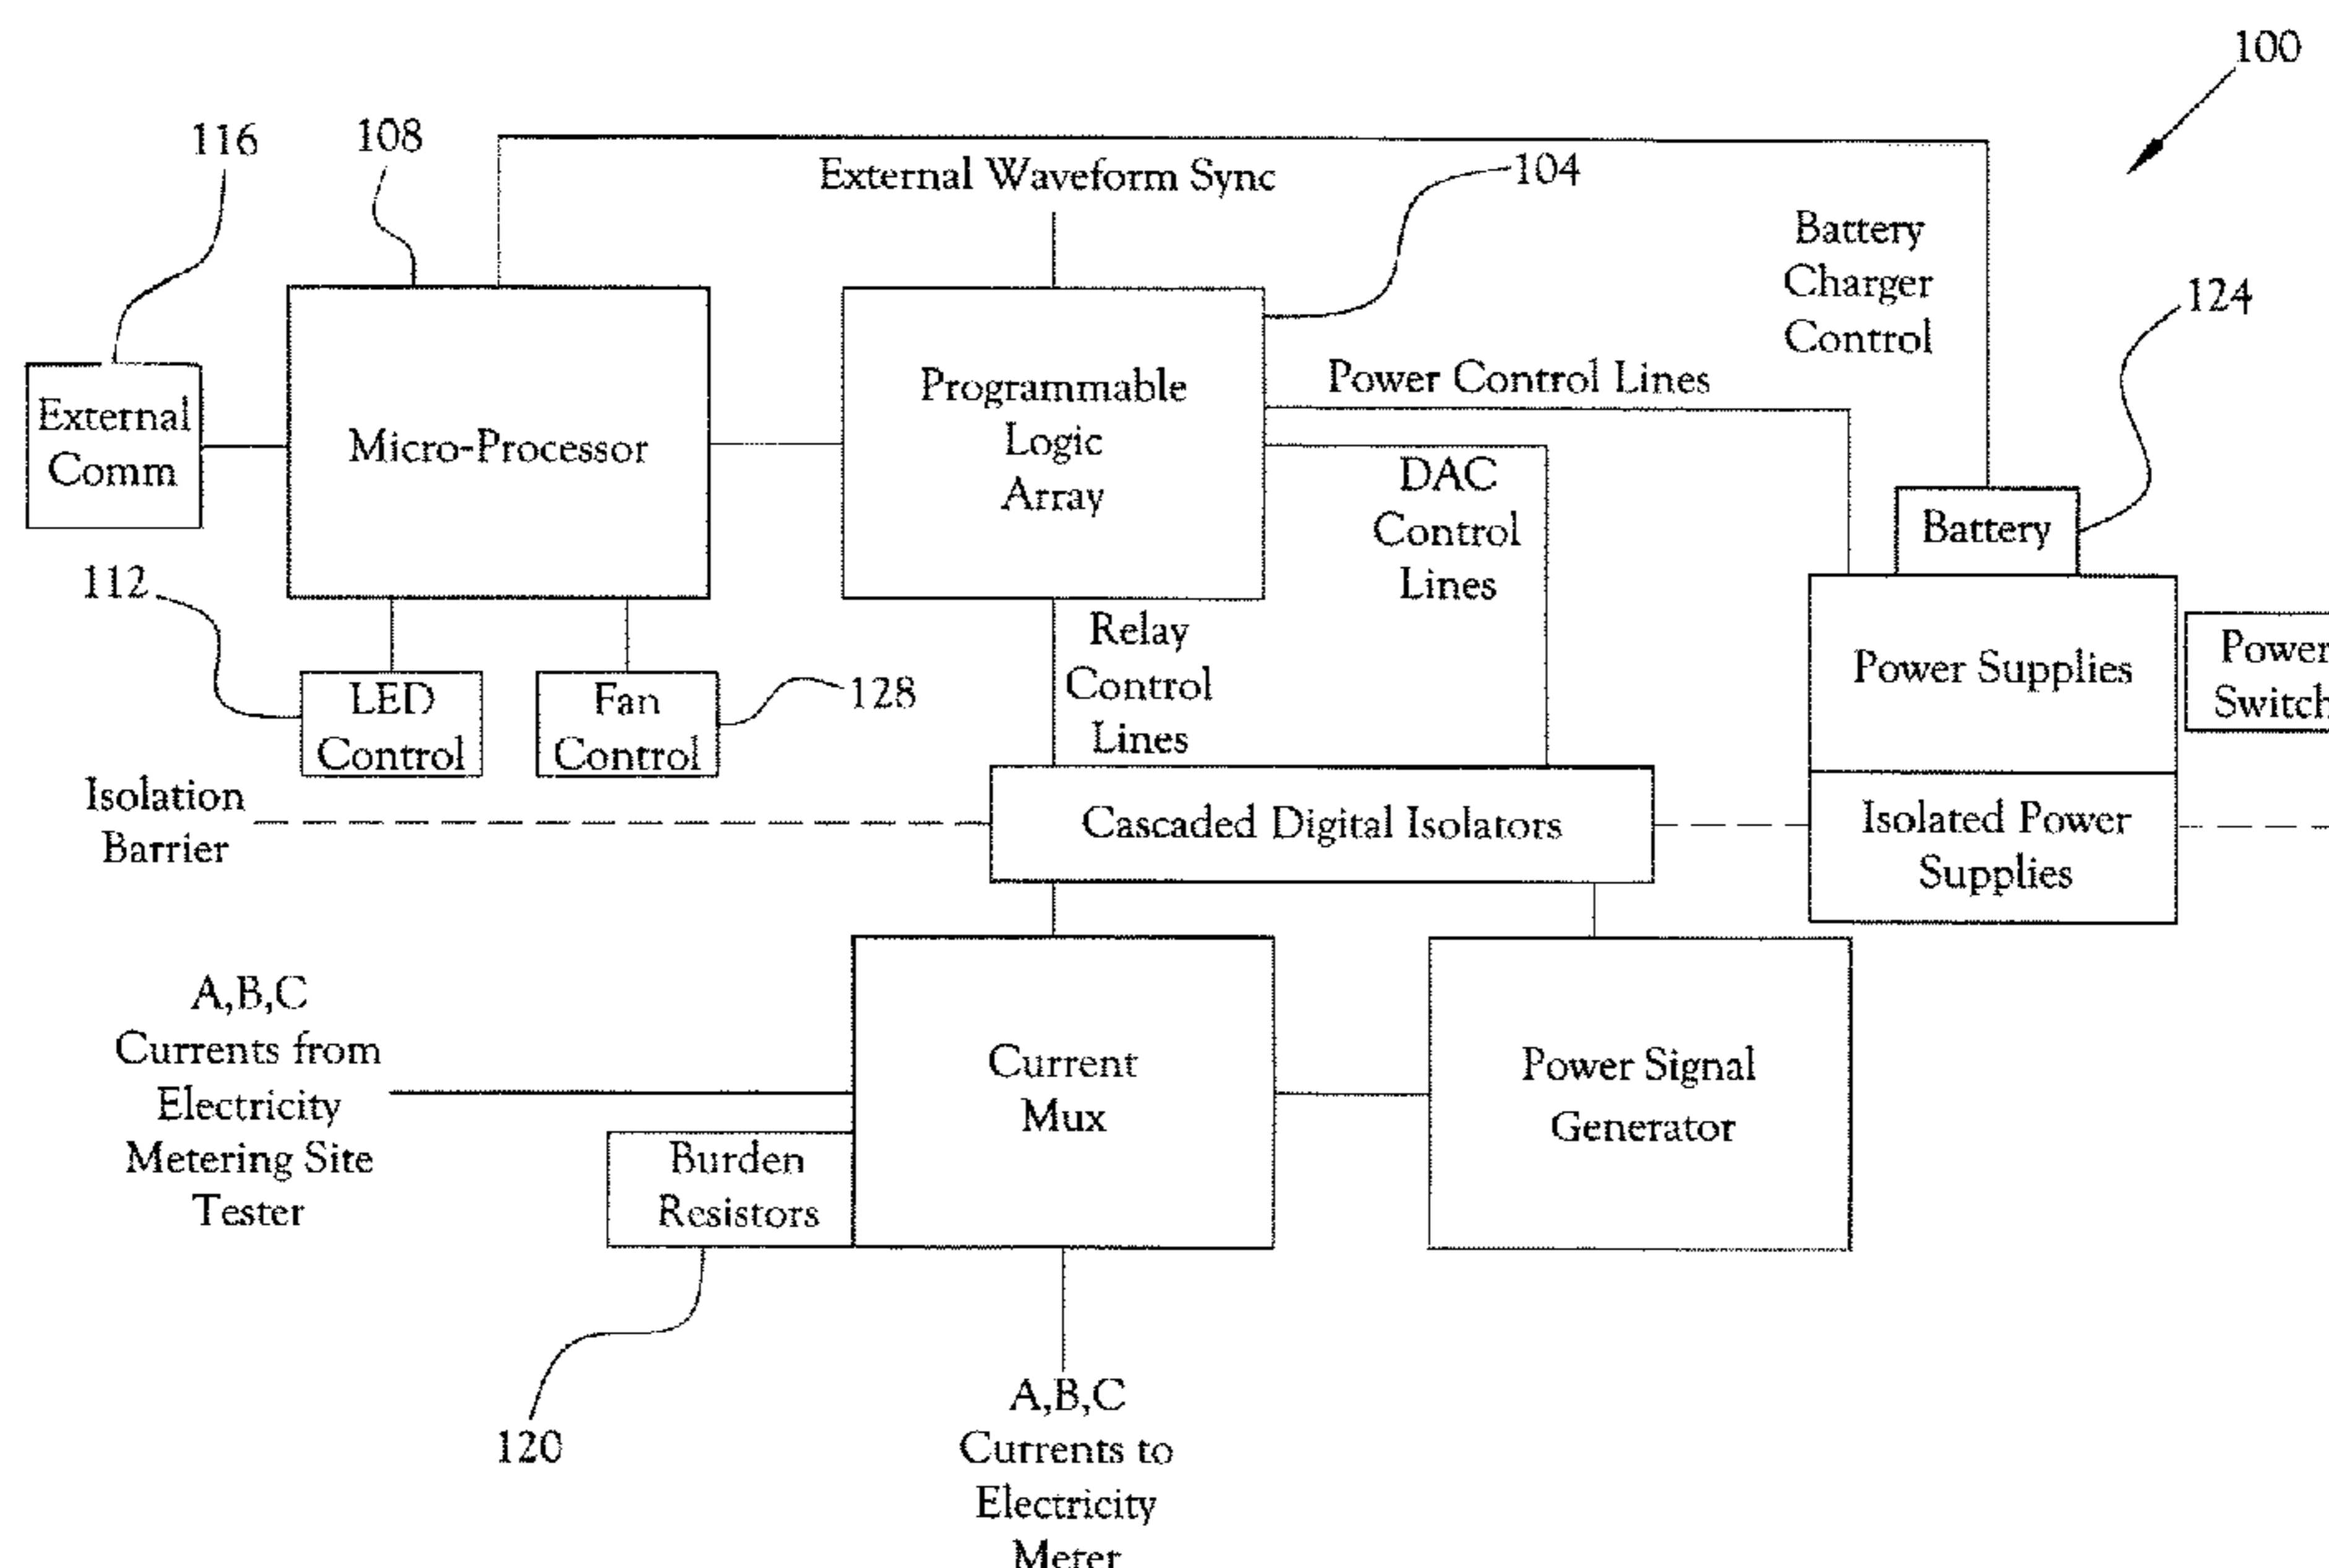 100
116
108
External Waveform Sync
104
Battery
Charger
Control
124
Power Control Lines
External
Comm
Micro-Processor
Programmable
Logic
Array
DAC
Control
Lines
Battery
112
LED
Control
Fan
Control
128
Relay
Control
Lines
Power Supplies
Power
Switch
Isolation
Barrier
Cascaded Digital Isolators
Isolated Power
Supplies
A,B,C
Currents from
Electricity
Metering Site
Tester
Current
Mux
Power Signal
Generator
Burden
Resistors
120
A,B,C
Currents to
Electricity
Meter